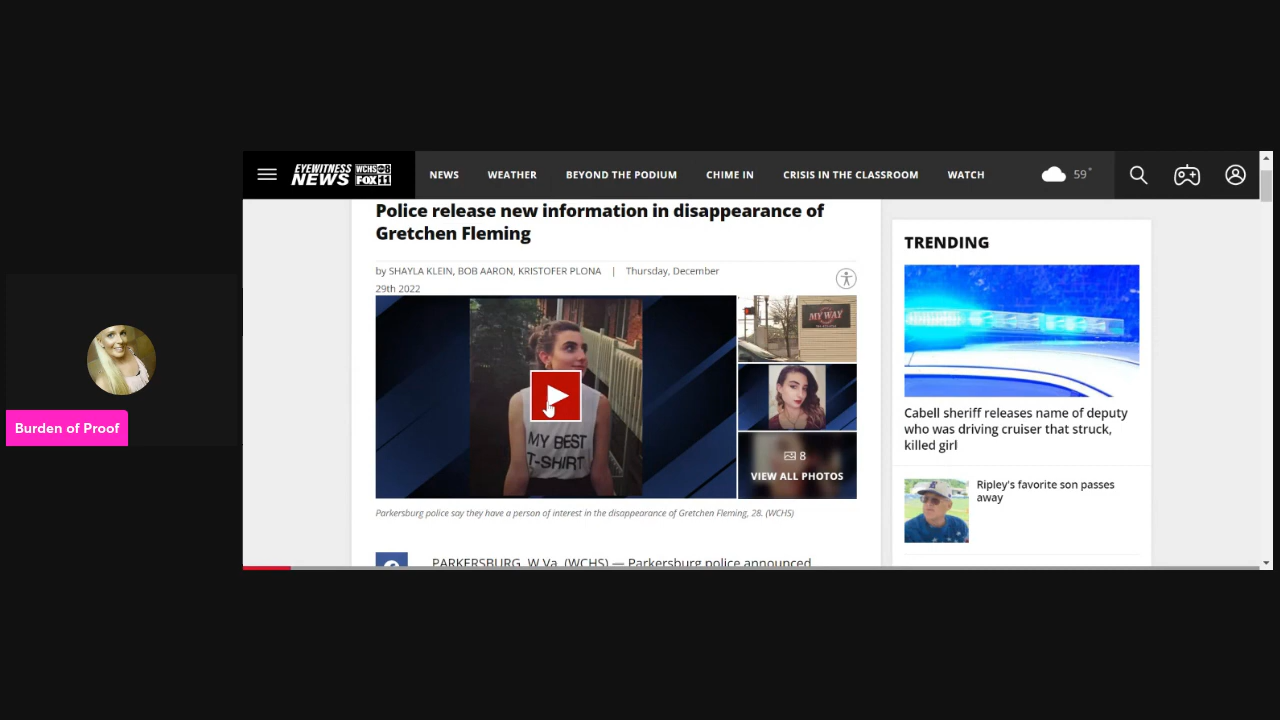 EYEWITNESS
NEWS
WCHS 8
FOX 11
NEWS
WEATHER
BEYOND THE PODIUM
CHIME IN
CRISIS IN THE CLASSROOM
WATCH
59°
Police release new information in disappearance of
Gretchen Fleming
by SHAYLA KLEIN, BOB AARON, KRISTOFER PLONA | Thursday, December
29th 2022
MY WAY
MY BEST
T-SHIRT
8
VIEW ALL PHOTOS
Parkersburg police say they have a person of interest in the disappearance of Gretchen Fleming, 28. (WCHS)
PARKERSBURG, W.Va. (WCHS) — Parkersburg police announced
TRENDING
Cabell sheriff releases name of deputy
who was driving cruiser that struck,
killed girl
Ripley's favorite son passes
away
Burden of Proof